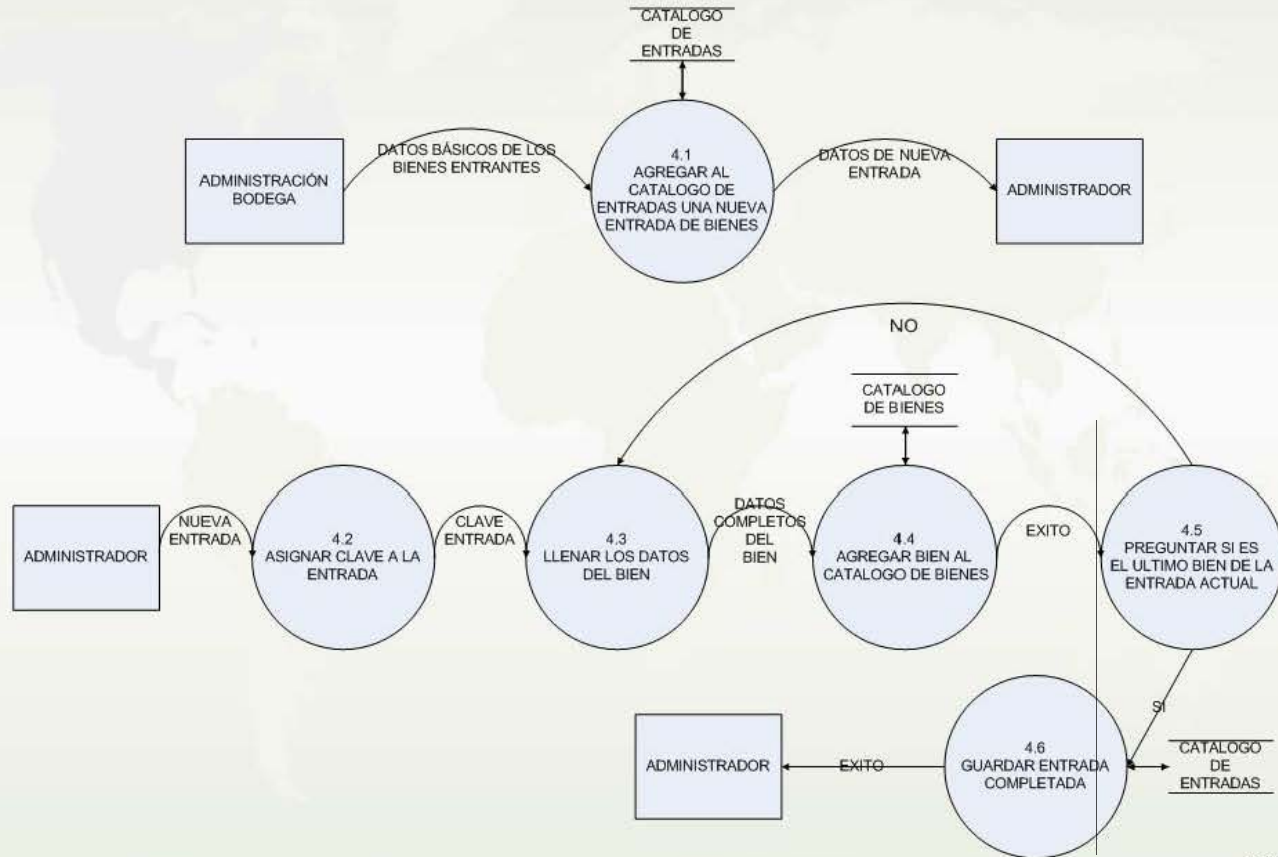 CATALOGO
DE
ENTRADAS
DATOS BÁSICOS DE LOS
BIENES ENTRANTES
ADMINISTRACIÓN
BODEGA
4.1
AGREGAR AL
CATALOGO DE
ENTRADAS UNA NUEVA
ENTRADA DE BIENES
DATOS DE NUEVA
ENTRADA
ADMINISTRADOR
NO
CATALOGO
DE BIENES
ADMINISTRADOR
NUEVA
ENTRADA
4.2
ASIGNAR CLAVE A LA
ENTRADA
CLAVE
ENTRADA
4.3
LLENAR LOS DATOS
DEL BIEN
DATOS
COMPLETOS
DEL
BIEN
4.4
AGREGAR BIEN AL
CATALOGO DE BIENES
EXITO
4.5
PREGUNTAR SI ES
EL ULTIMO BIEN DE LA
ENTRADA ACTUAL
SI
ADMINISTRADOR
EXITO
4.6
GUARDAR ENTRADA
COMPLETADA
CATALOGO
DE
ENTRADAS